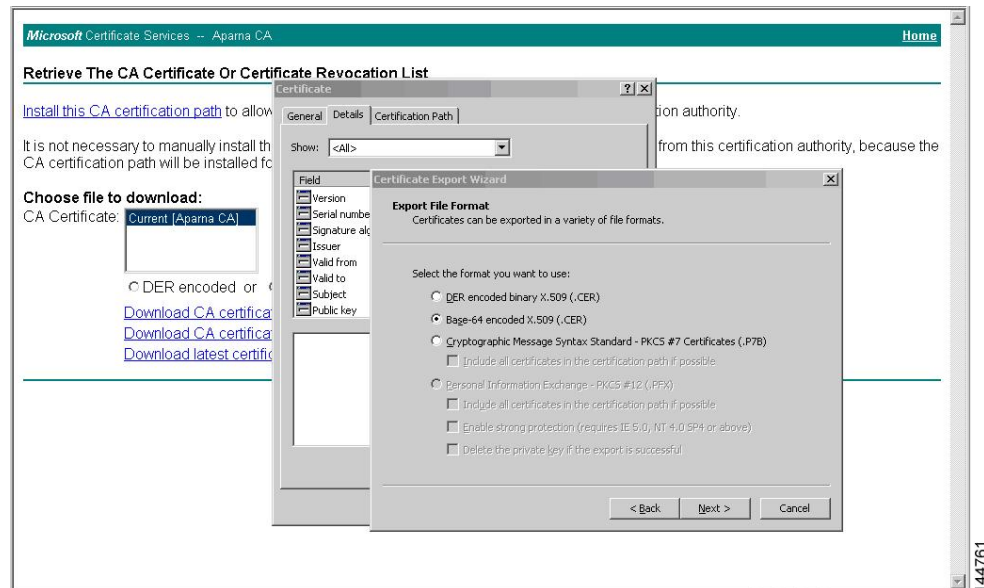 Microsoft Certificate Services -- Aparna CA Home
Retrieve The CA Certificate Or Certificate Revocation List
Install this CA certification path to allow
tion authority.
It is not necessary to manually install th
from this certification authority, because the
CA certification path will be installed fo
Choose file to download:
CA Certificate:
Current [Aparna CA]
DER encoded or
Download CA certifica
Download CA certifica
Download latest certific
Certificate
General Details Certification Path
Show: <All>
Field
Version
Serial numbe
Signature alg
Issuer
Valid from
Valid to
Subject
Public key
Certificate Export Wizard
Export File Format
Certificates can be exported in a variety of file formats.
Select the format you want to use:
DER encoded binary X.509 (.CER)
Base-64 encoded X.509 (.CER)
Cryptographic Message Syntax Standard - PKCS #7 Certificates (.P7B)
Include all certificates in the certification path if possible
Personal Information Exchange - PKCS #12 (.PFX)
Include all certificates in the certification path if possible
Enable strong protection (requires IE 5.0, NT 4.0 SP4 or above)
Delete the private key if the export is successful
< Back Next > Cancel
144761